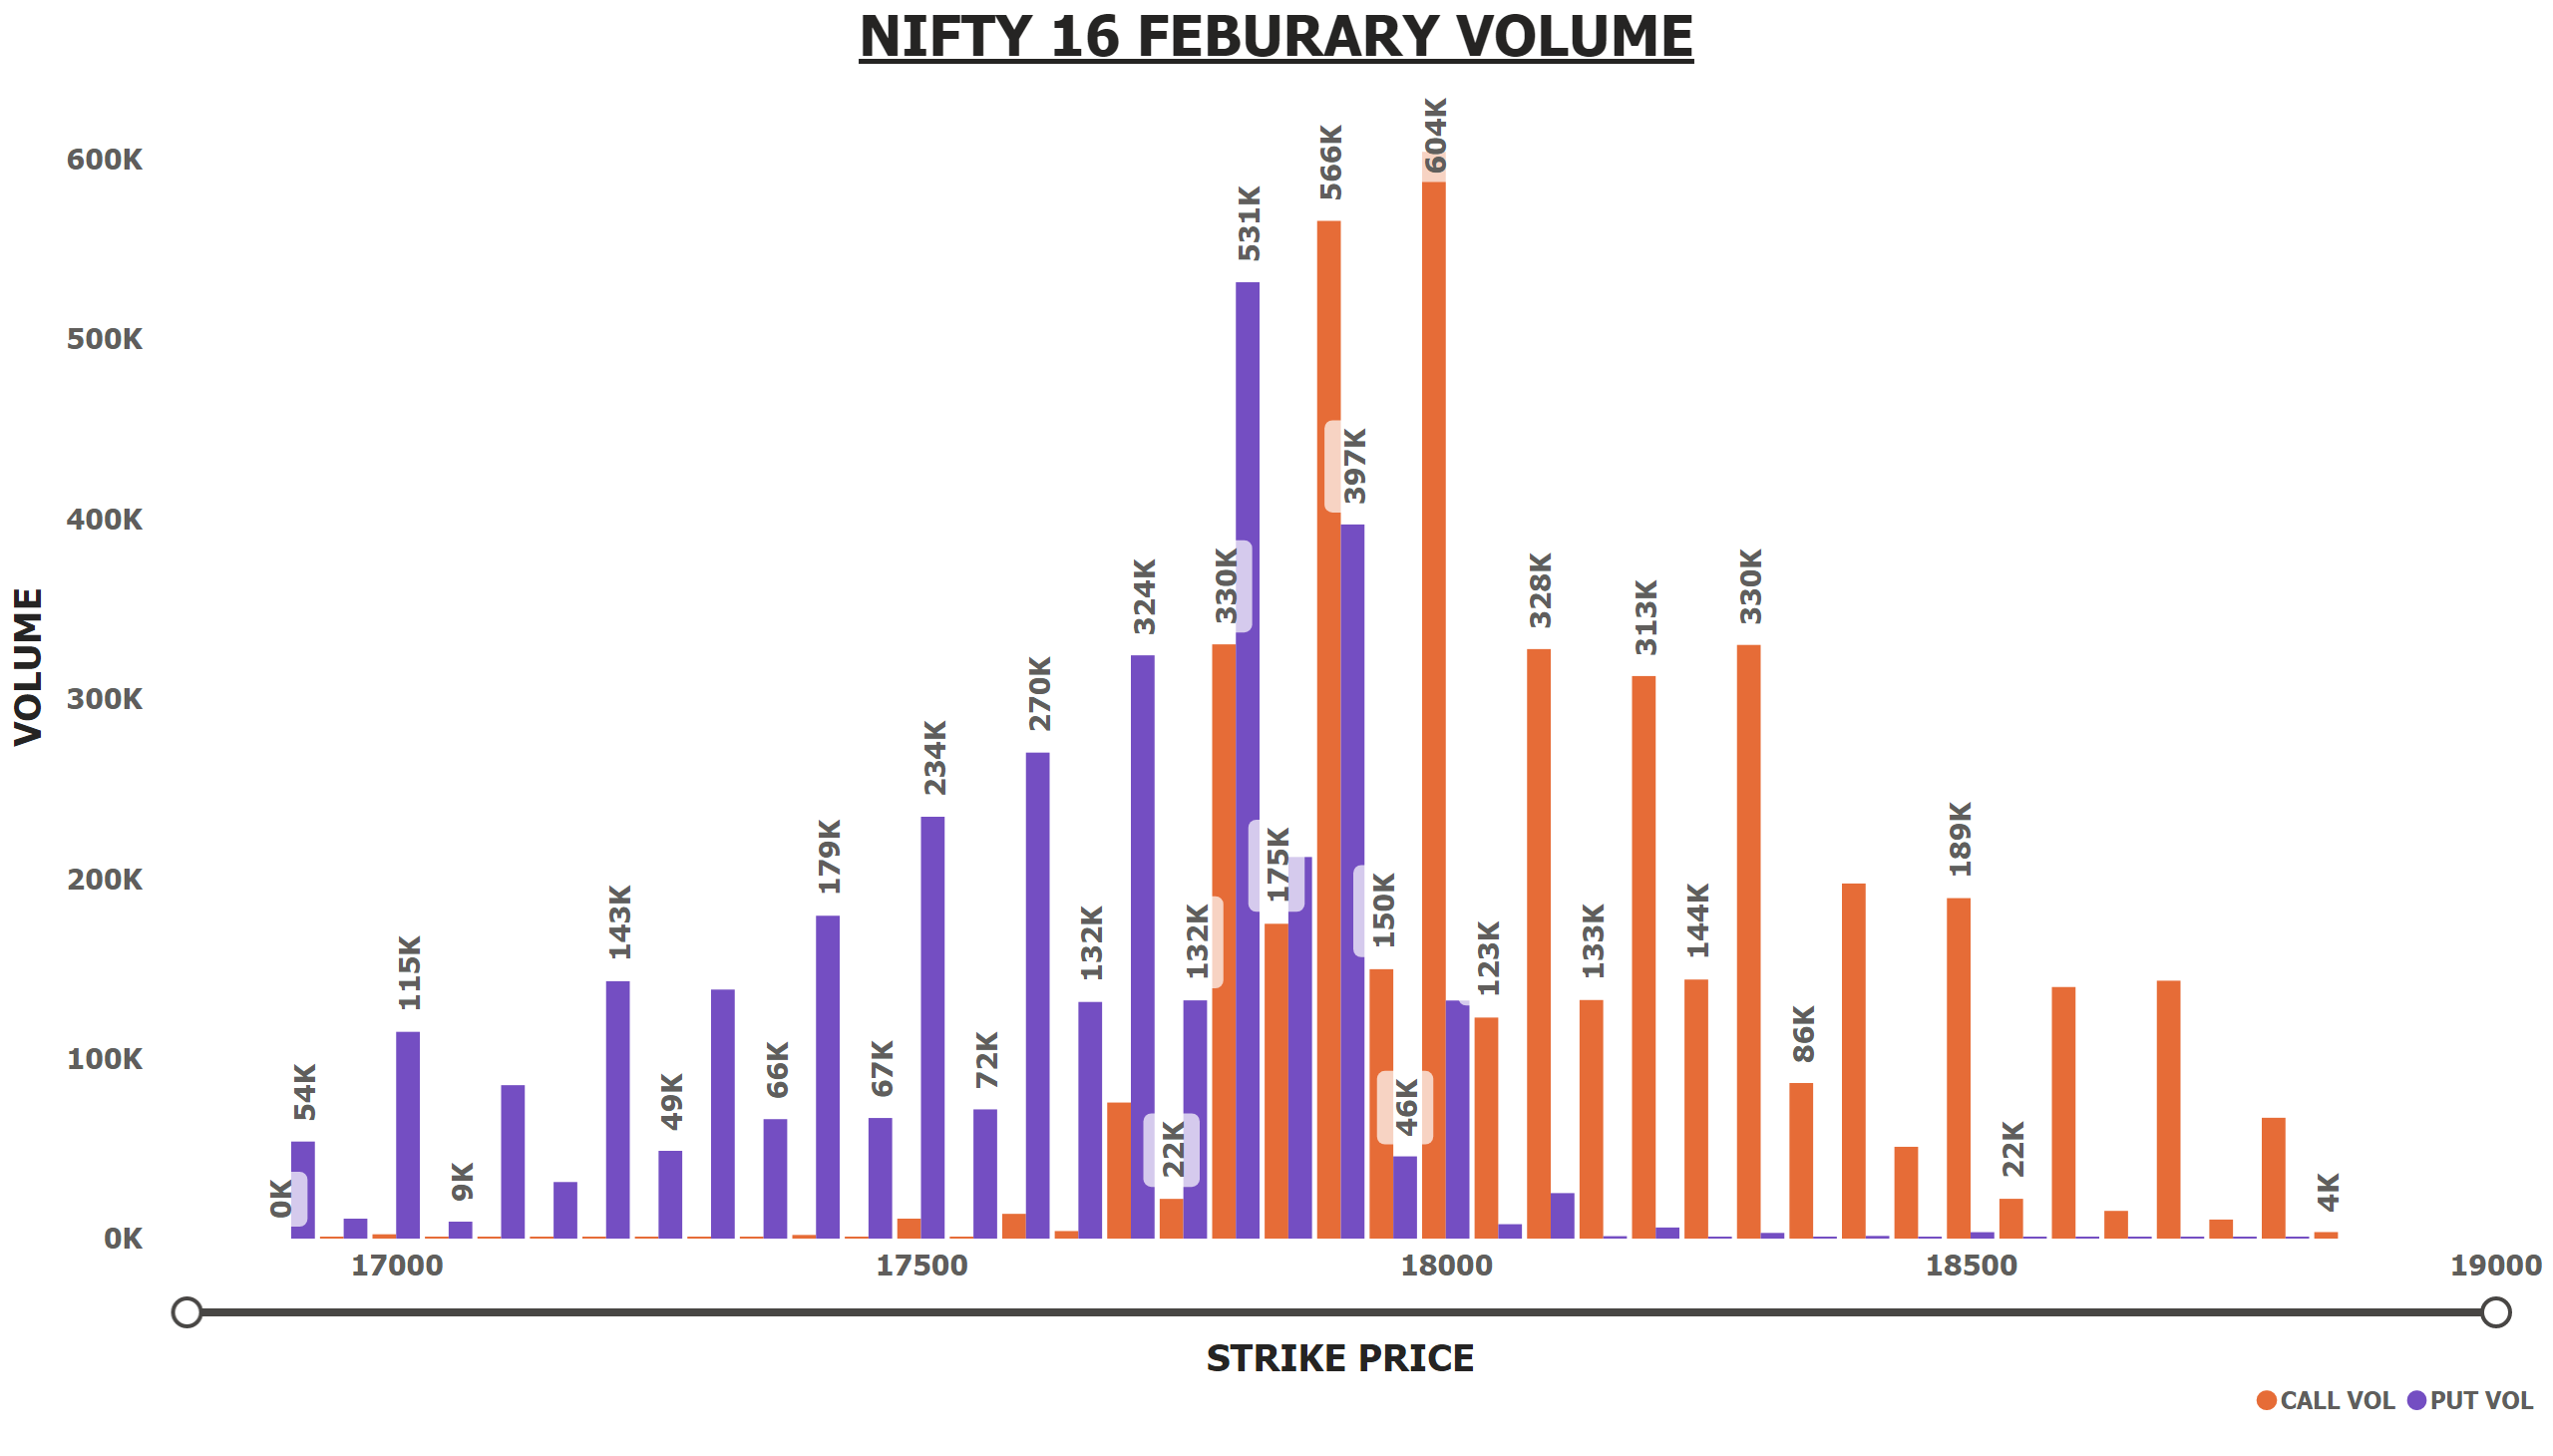 NIFTY 16 FEBURARY VOLUME
VOLUME
600K
500K
400K
300K
200K
100K
0K
0K
54K
115K
9K
143K
49K
66K
179K
67K
234K
72K
270K
132K
324K
22K
132K
330K
531K
175K
566K
397K
150K
46K
604K
123K
328K
133K
313K
144K
330K
86K
189K
22K
4K
17000
17500
18000
18500
19000
STRIKE PRICE
CALL VOL
PUT VOL